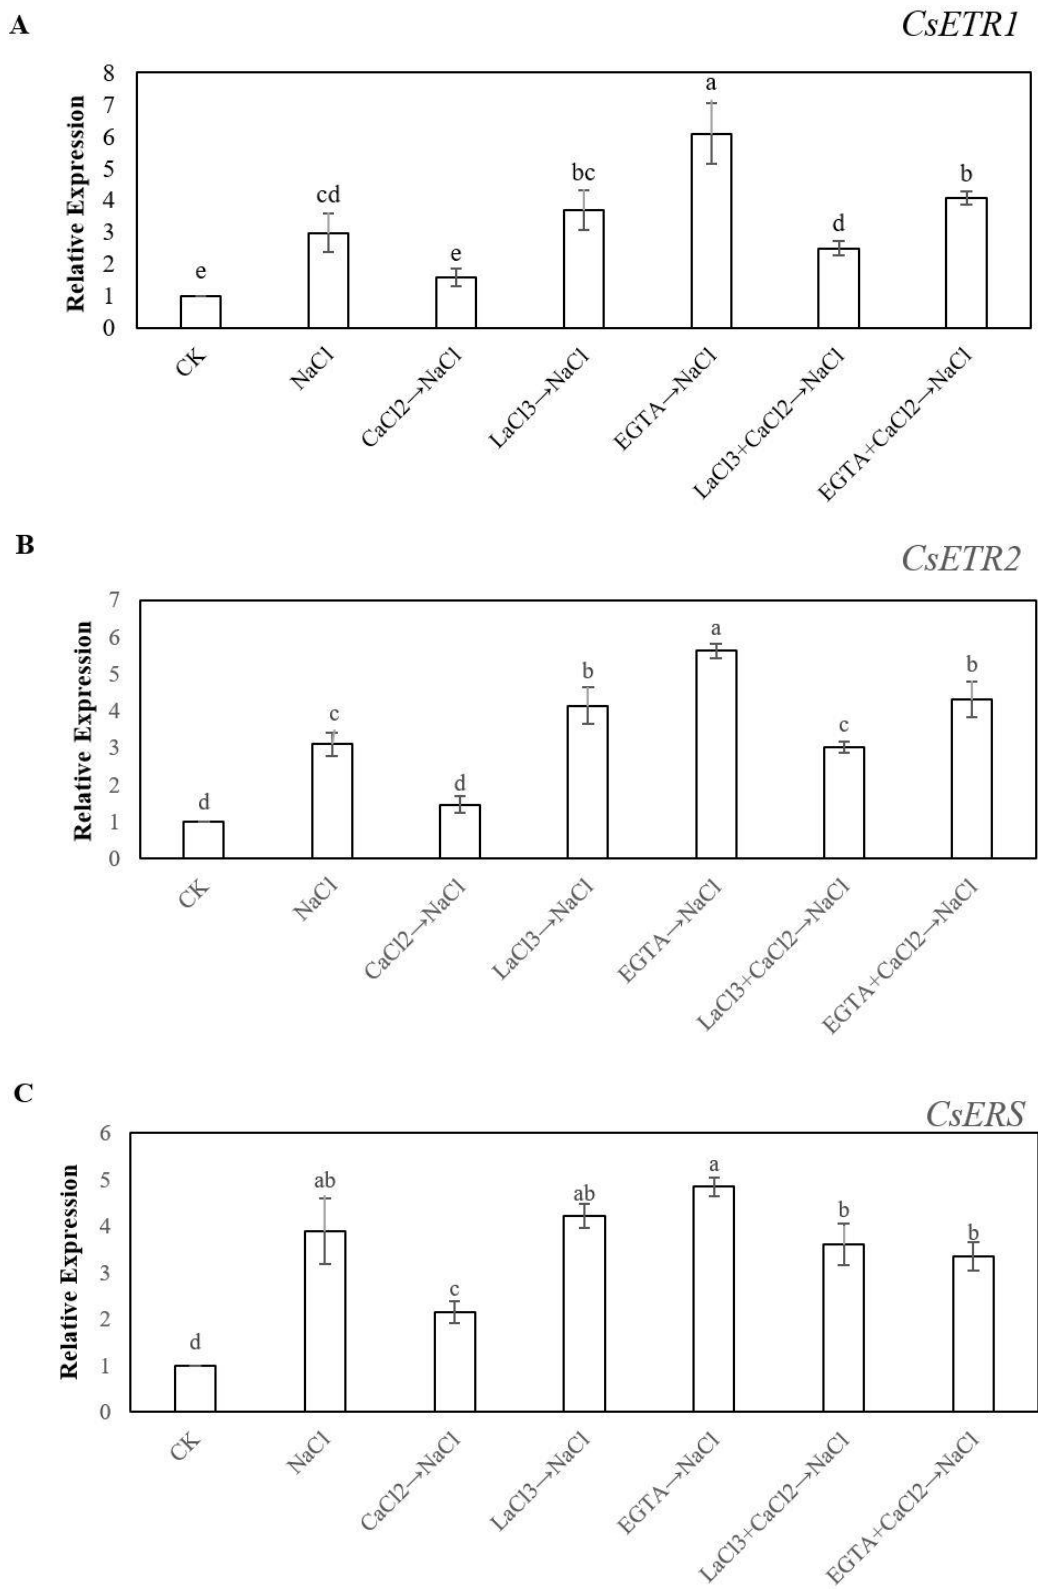 A
CsETR1
Relative Expression
8
7
6
5
4
3
2
1
0
e
cd
e
bc
a
d
b
CK
NaCl
CaCl2→NaCl
LaCl3→NaCl
EGTA→NaCl
LaCl3+CaCl2→NaCl
EGTA+CaCl2→NaCl
B
CsETR2
Relative Expression
7
6
5
4
3
2
1
0
d
c
d
b
a
c
b
CK
NaCl
CaCl2→NaCl
LaCl3→NaCl
EGTA→NaCl
LaCl3+CaCl2→NaCl
EGTA+CaCl2→NaCl
C
CsERS
Relative Expression
6
5
4
3
2
1
0
d
ab
c
ab
a
b
b
CK
NaCl
CaCl2→NaCl
LaCl3→NaCl
EGTA→NaCl
LaCl3+CaCl2→NaCl
EGTA+CaCl2→NaCl